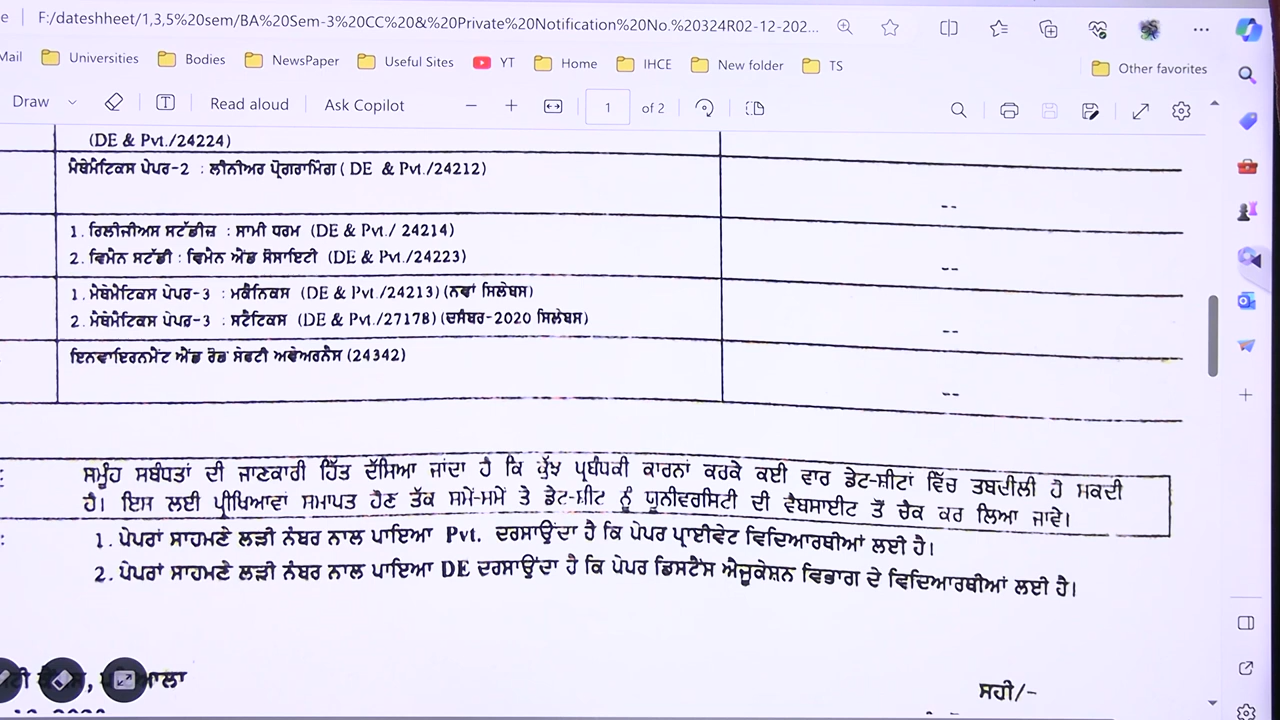 F:/dateshheet/1,3,5%20sem/BA%20Sem-3%20CC%20&%20Private%20Notification%20No.%20324R02-12-202...
Mail Universities Bodies NewsPaper Useful Sites YT Home IHCE New folder TS Other favorites
Draw Read aloud Ask Copilot 1 of 2
(DE & Pvt./24224)
ਮੈਥੇਮੈਟਿਕਸ ਪੇਪਰ-2 : ਲੀਨੀਅਰ ਪ੍ਰੋਗਰਾਮਿੰਗ ( DE & Pvt./24212)
--
1. ਰਿਲੀਜੀਅਸ ਸਟੱਡੀਜ਼ : ਸਾਮੀ ਧਰਮ (DE & Pvt./ 24214)
2. ਵਿਮੈਨ ਸਟੱਡੀ : ਵਿਮੈਨ ਐਂਡ ਸੋਸਾਇਟੀ (DE & Pvt./24223)
--
1. ਮੈਥੇਮੈਟਿਕਸ ਪੇਪਰ-3 : ਮਕੈਨਿਕਸ (DE & Pvt./24213) (ਨਵਾਂ ਸਿਲੇਬਸ)
2. ਮੈਥੇਮੈਟਿਕਸ ਪੇਪਰ-3 : ਸਟੈਟਿਕਸ (DE & Pvt./27178) (ਦਸੰਬਰ-2020 ਸਿਲੇਬਸ)
--
ਇਨਵਾਇਰਨਮੈਂਟ ਐਂਡ ਰੋਡ ਸੇਫਟੀ ਅਵੇਅਰਨੈਸ (24342)
--
ਸਮੂੰਹ ਸਬੰਧਤਾਂ ਦੀ ਜਾਣਕਾਰੀ ਹਿੱਤ ਦੱਸਿਆ ਜਾਂਦਾ ਹੈ ਕਿ ਕੁੱਝ ਪ੍ਰਬੰਧਕੀ ਕਾਰਨਾਂ ਕਰਕੇ ਕਈ ਵਾਰ ਡੇਟ-ਸ਼ੀਟਾਂ ਵਿੱਚ ਤਬਦੀਲੀ ਹੋ ਸਕਦੀ
ਹੈ। ਇਸ ਲਈ ਪ੍ਰੀਖਿਆਵਾਂ ਸਮਾਪਤ ਹੋਣ ਤੱਕ ਸਮੇਂ-ਸਮੇਂ ਤੇ ਡੇਟ-ਸ਼ੀਟ ਨੂੰ ਯੂਨੀਵਰਸਿਟੀ ਦੀ ਵੈਬਸਾਈਟ ਤੋਂ ਚੈਕ ਕਰ ਲਿਆ ਜਾਵੇ।
1. ਪੇਪਰਾਂ ਸਾਹਮਣੇ ਲੜੀ ਨੰਬਰ ਨਾਲ ਪਾਇਆ Pvt. ਦਰਸਾਉਂਦਾ ਹੈ ਕਿ ਪੇਪਰ ਪ੍ਰਾਈਵੇਟ ਵਿਦਿਆਰਥੀਆਂ ਲਈ ਹੈ।
2. ਪੇਪਰਾਂ ਸਾਹਮਣੇ ਲੜੀ ਨੰਬਰ ਨਾਲ ਪਾਇਆ DE ਦਰਸਾਉਂਦਾ ਹੈ ਕਿ ਪੇਪਰ ਡਿਸਟੈਂਸ ਐਜੂਕੇਸ਼ਨ ਵਿਭਾਗ ਦੇ ਵਿਦਿਆਰਥੀਆਂ ਲਈ ਹੈ।
ਸਹੀ/-